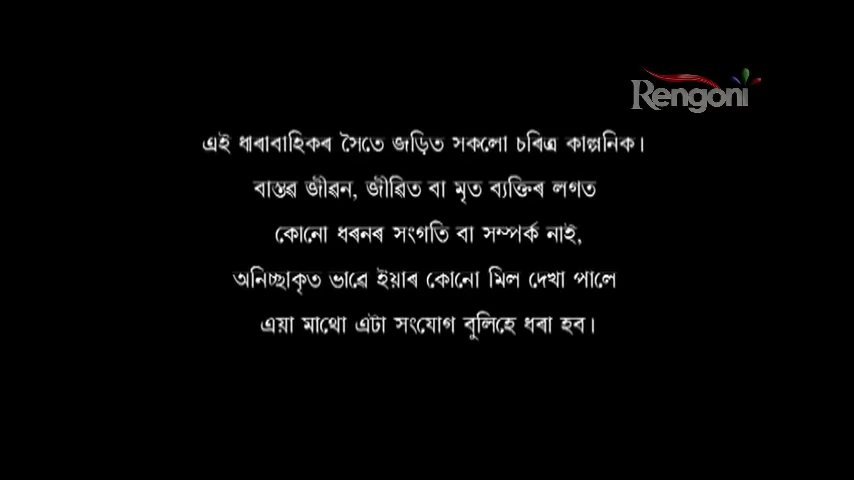 Rengoni
এই ধাৰাবাহিকৰ সৈতে জড়িত সকলো চৰিত্ৰ কাল্পনিক।
বাস্তৱ জীৱন, জীৱিত বা মৃত ব্যক্তিৰ লগত
কোনো ধৰনৰ সংগতি বা সম্পৰ্ক নাই,
অনিচ্ছাকৃত ভাৱে ইয়াৰ কোনো মিল দেখা পালে
এয়া মাথো এটা সংযোগ বুলিহে ধৰা হব।